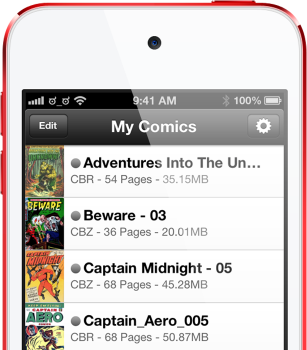 ಠ_ಠ 9:41 AM 100%
Edit My Comics
Adventures Into The Un...
CBR - 54 Pages - 35.15MB
BEWARE
Beware - 03
CBZ - 36 Pages - 20.01MB
Captain Midnight - 05
CBZ - 68 Pages - 45.28MB
CAPTAIN
AERO
Captain_Aero_005
CBR - 68 Pages - 50.87MB